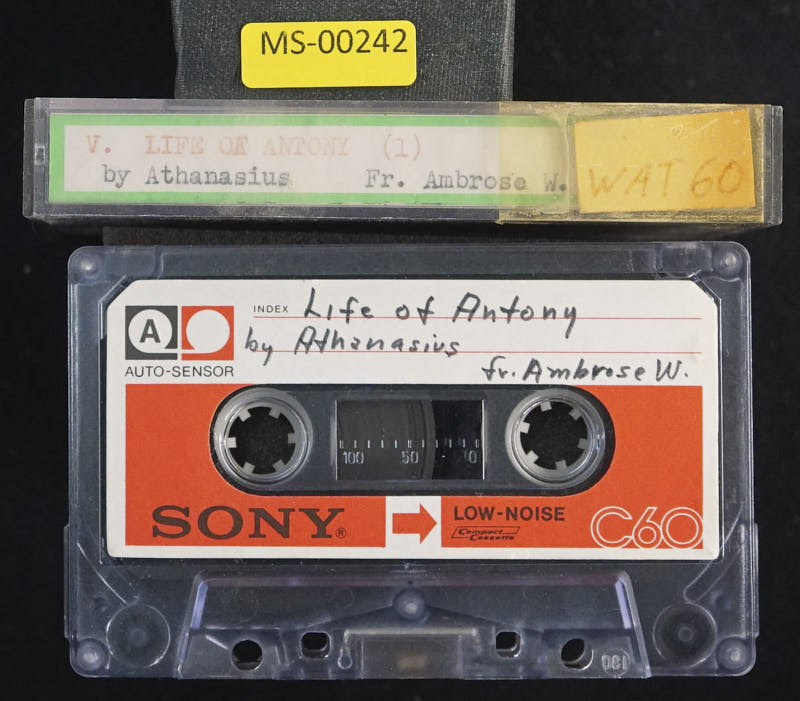 MS-00242
V. LIFE OF ANTONY (1)
by Athanasius Fr. Ambrose W.
WAT 60
A
INDEX Life of Antony
by Athanasius
AUTO-SENSOR
fr. Ambrose W.
100 50 0
SONY®
LOW-NOISE
Compact Cassette
C60